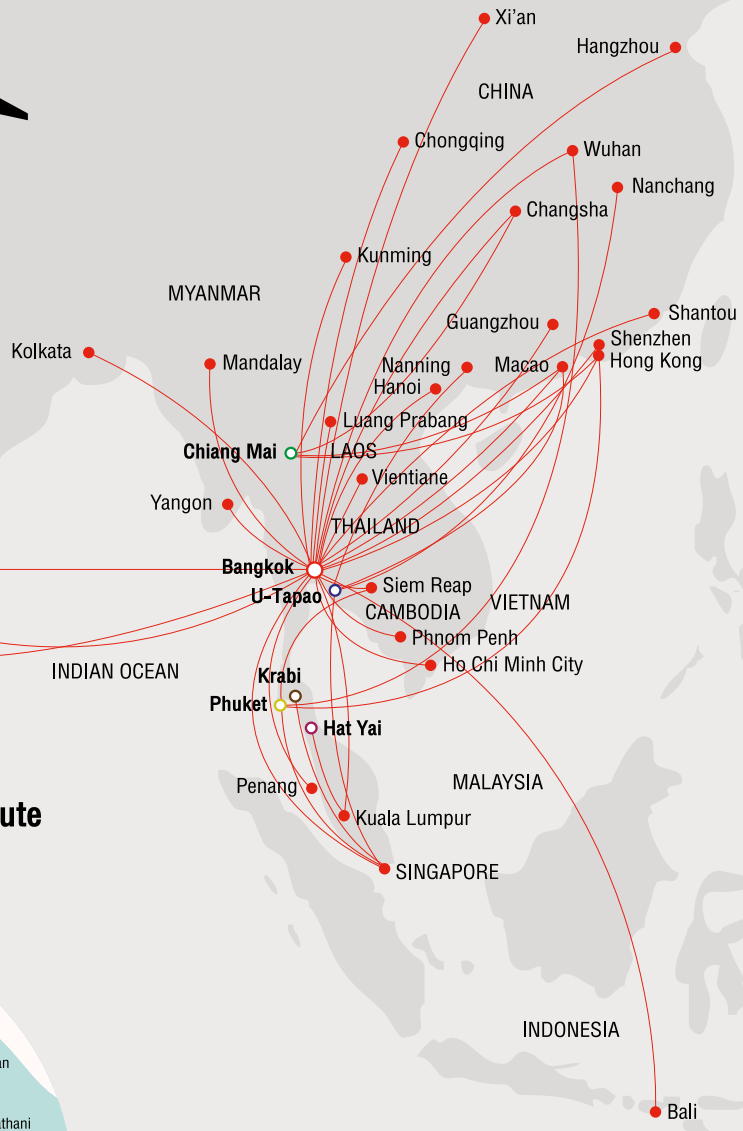 Xi’an
Hangzhou
CHINA
Chongqing
Wuhan
Nanchang
Changsha
Kunming
MYANMAR
Shantou
Guangzhou
Shenzhen
Kolkata
Mandalay
Nanning
Macao
Hong Kong
Hanoi
Luang Prabang
Chiang Mai
LAOS
Vientiane
Yangon
THAILAND
Bangkok
Siem Reap
U-Tapao
CAMBODIA
VIETNAM
Phnom Penh
INDIAN OCEAN
Ho Chi Minh City
Krabi
Phuket
Hat Yai
MALAYSIA
Penang
ute
Kuala Lumpur
SINGAPORE
INDONESIA
an
Bali
thani